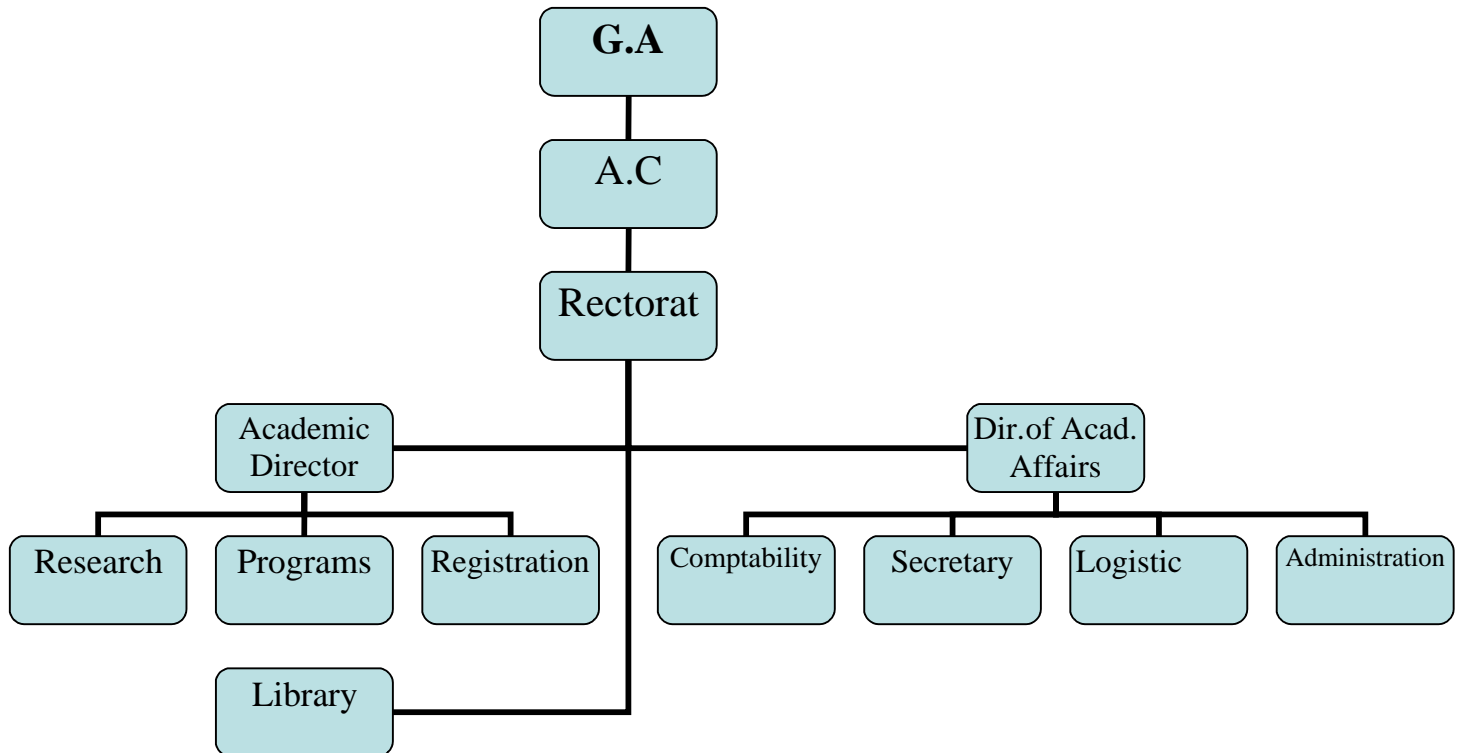 G.A
A.C
Rectorat
Academic
Director
Dir.of Acad.
Affairs
Research
Programs
Registration
Comptability
Secretary
Logistic
Administration
Library